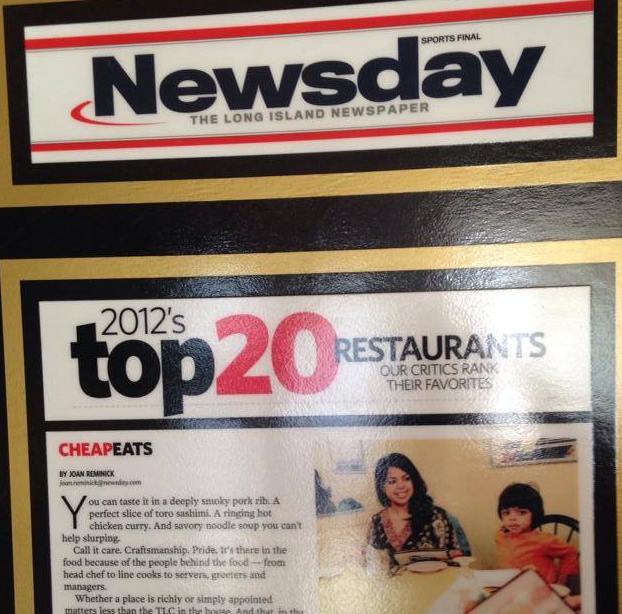 SPORTS FINAL
Newsday
THE LONG ISLAND NEWSPAPER
2012's
top20 RESTAURANTS
OUR CRITICS RANK
THEIR FAVORITES
CHEAPEATS
BY JOAN REMINICK
joan.reminick@newsday.com
You can taste it in a deeply smoky pork rib. A
perfect slice of toro sashimi. A ringing hot
chicken curry. And savory noodle soup you can't
help slurping.
Call it care. Craftsmanship. Pride. It's there in the
food because of the people behind the food — from
head chef to line cooks to servers, greeters and
managers.
Whether a place is richly or simply appointed
matters less than the TLC in the house. And that, in the